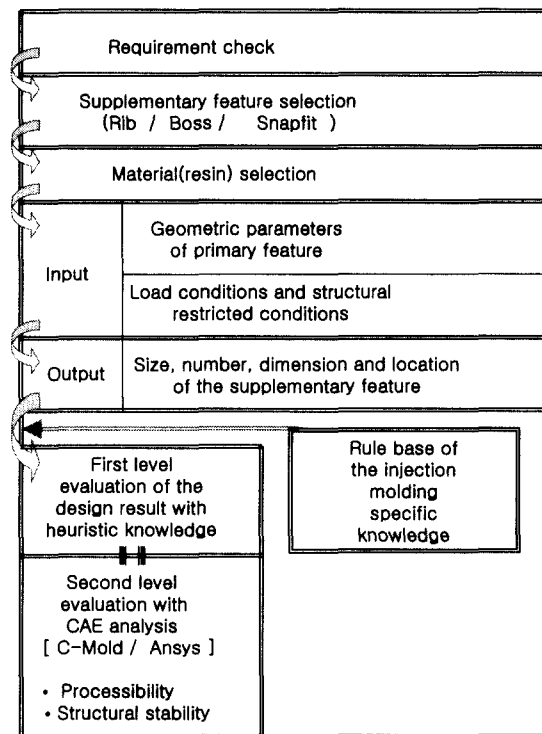 Requirement check
Supplementary feature selection
(Rib / Boss / Snapfit )
Material(resin) selection
Input
Geometric parameters
of primary feature
Load conditions and structural
restricted conditions
Output
Size, number, dimension and location
of the supplementary feature
First level
evaluation of the
design result with
heuristic knowledge
Rule base of
the injection
molding
specific
knowledge
Second level
evaluation with
CAE analysis
[ C-Mold / Ansys ]
• Processibility
• Structural stability